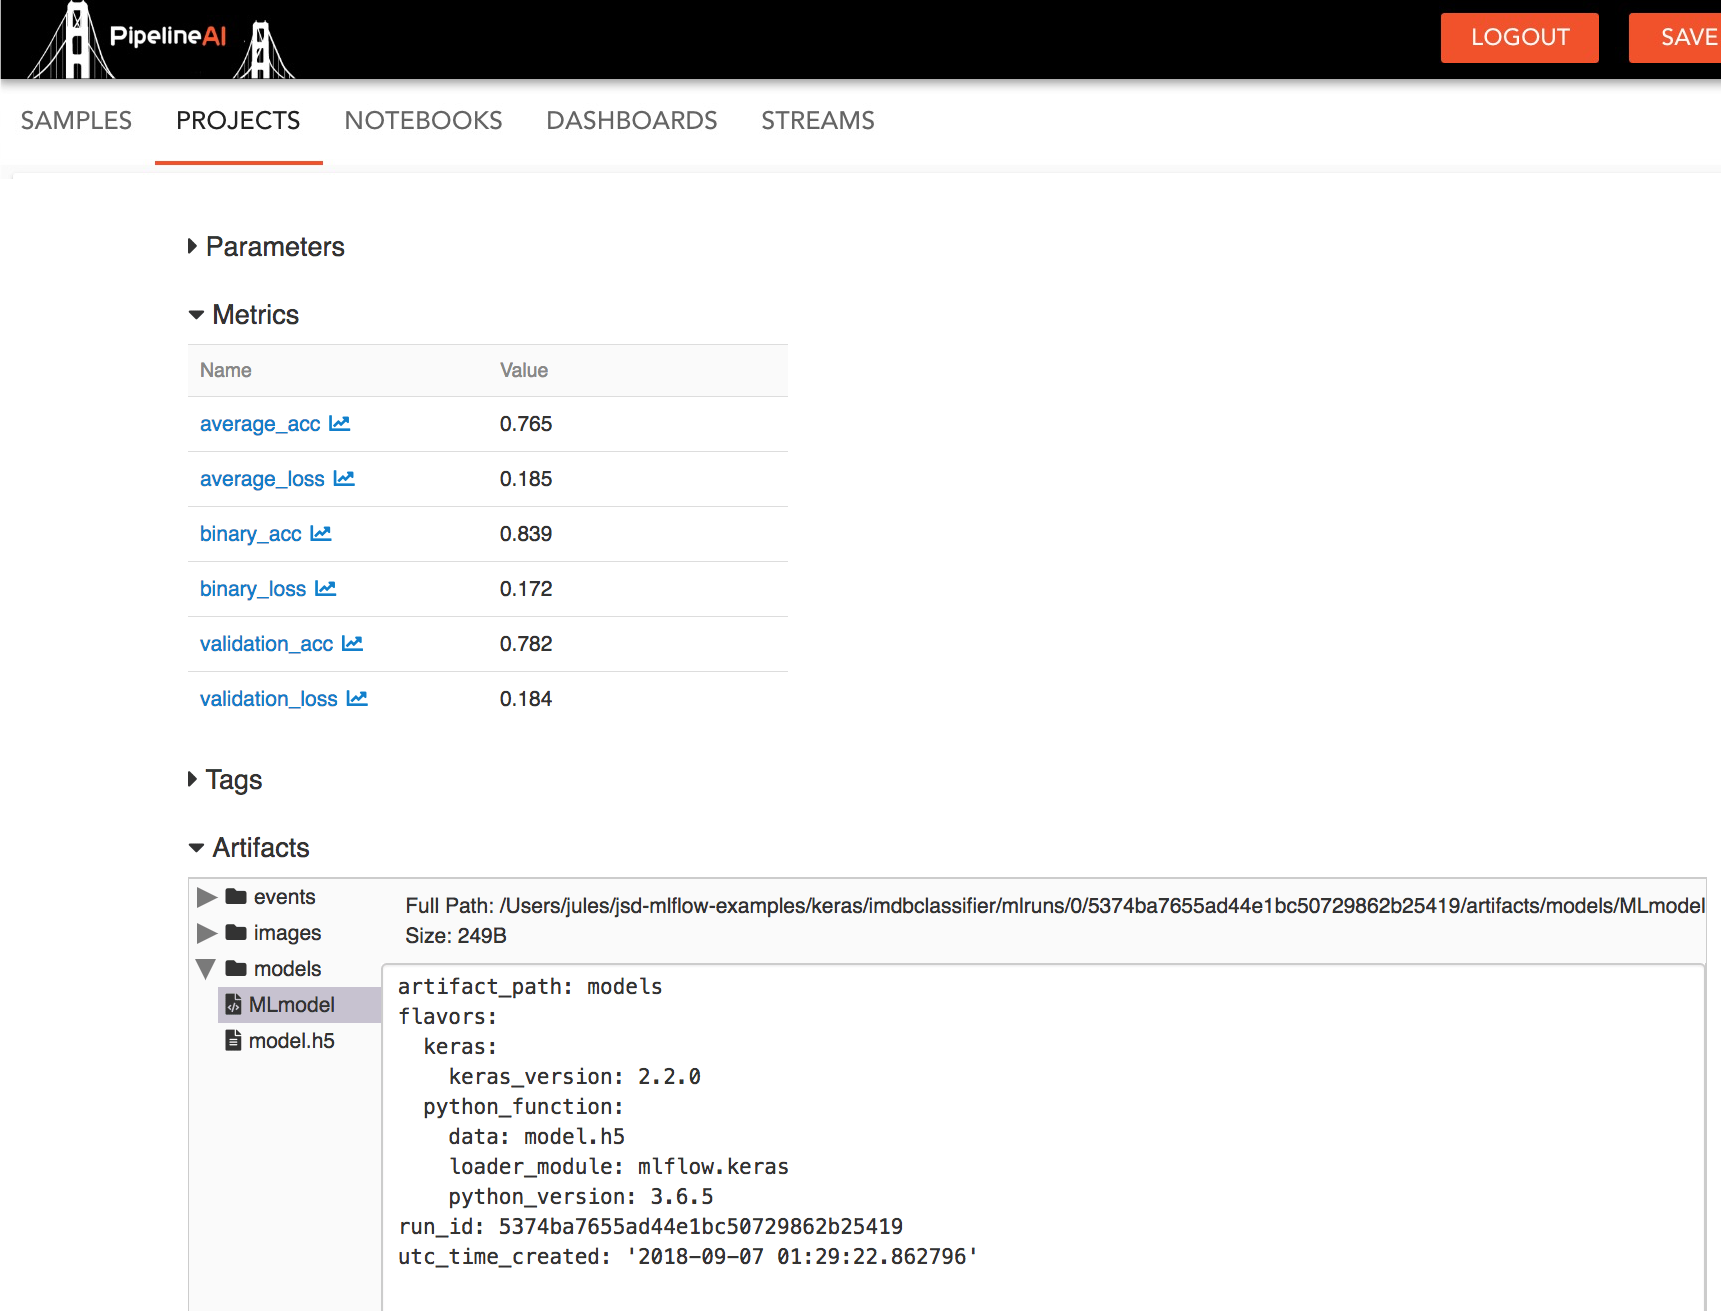 PipelineAI
LOGOUT
SAVE
SAMPLES PROJECTS NOTEBOOKS DASHBOARDS STREAMS
Parameters
Metrics
Name Value
average_acc 0.765
average_loss 0.185
binary_acc 0.839
binary_loss 0.172
validation_acc 0.782
validation_loss 0.184
Tags
Artifacts
events
images
models
MLmodel
model.h5
Full Path: /Users/jules/jsd-mlflow-examples/keras/imdbclassifier/mlruns/0/5374ba7655ad44e1bc50729862b25419/artifacts/models/MLmodel
Size: 249B
artifact_path: models
flavors:
  keras:
    keras_version: 2.2.0
  python_function:
    data: model.h5
    loader_module: mlflow.keras
    python_version: 3.6.5
run_id: 5374ba7655ad44e1bc50729862b25419
utc_time_created: '2018-09-07 01:29:22.862796'